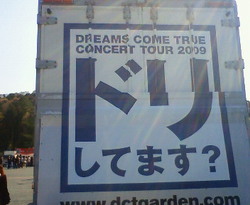 DREAMS COME TRUE
CONCERT TOUR 2009
ドリ
してます?
www.dctgarden.com